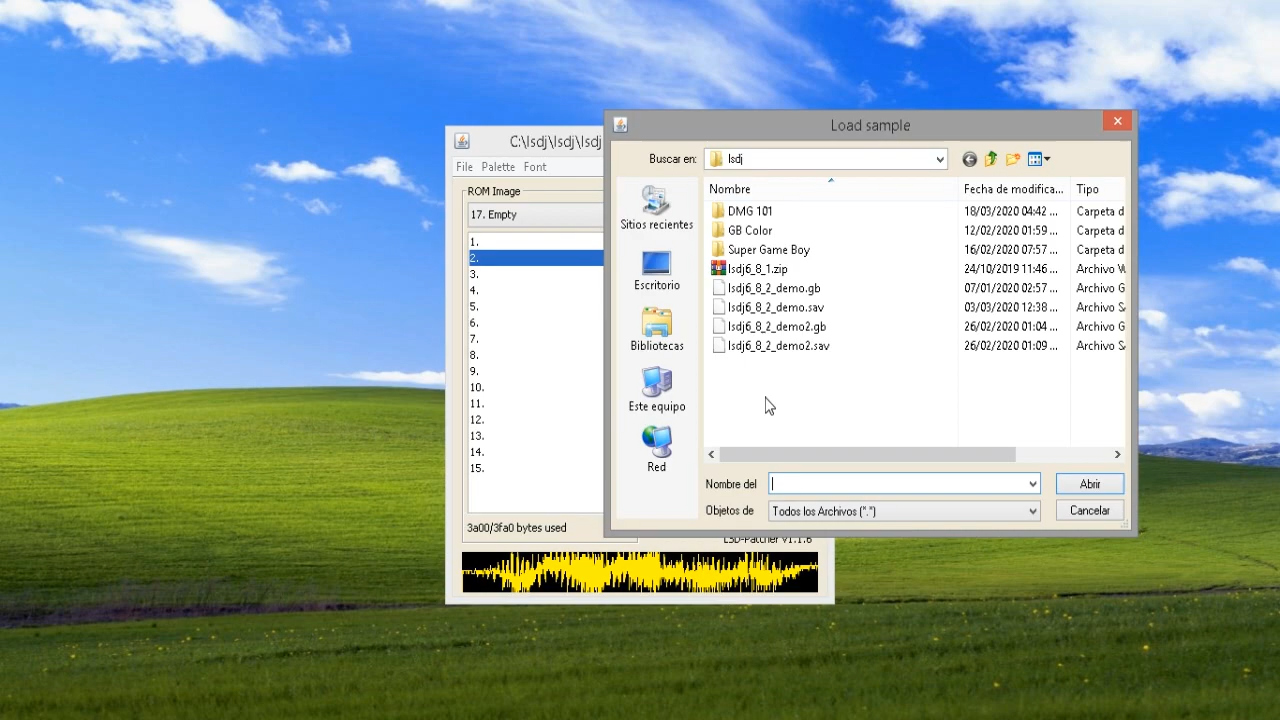 C:\lsdj\lsdj\lsdj
File Palette Font
ROM Image
17. Empty
1.
2.
3.
4.
5.
6.
7.
8.
9.
10.
11.
12.
13.
14.
15.
3a00/3fa0 bytes used
LSD-Patcher v1.1.6
Load sample
Buscar en: lsdj
Sitios recientes
Escritorio
Bibliotecas
Este equipo
Red
Nombre Fecha de modifica... Tipo
DMG 101 18/03/2020 04:42 ... Carpeta d
GB Color 12/02/2020 01:59 ... Carpeta d
Super Game Boy 16/02/2020 07:57 ... Carpeta d
lsdj6_8_1.zip 24/10/2019 11:46 ... Archivo W
lsdj6_8_2_demo.gb 07/01/2020 02:57 ... Archivo G
lsdj6_8_2_demo.sav 03/03/2020 12:38 ... Archivo S
lsdj6_8_2_demo2.gb 26/02/2020 01:04 ... Archivo G
lsdj6_8_2_demo2.sav 26/02/2020 01:09 ... Archivo S
Nombre del Abrir
Objetos de Todos los Archivos (*.*) Cancelar